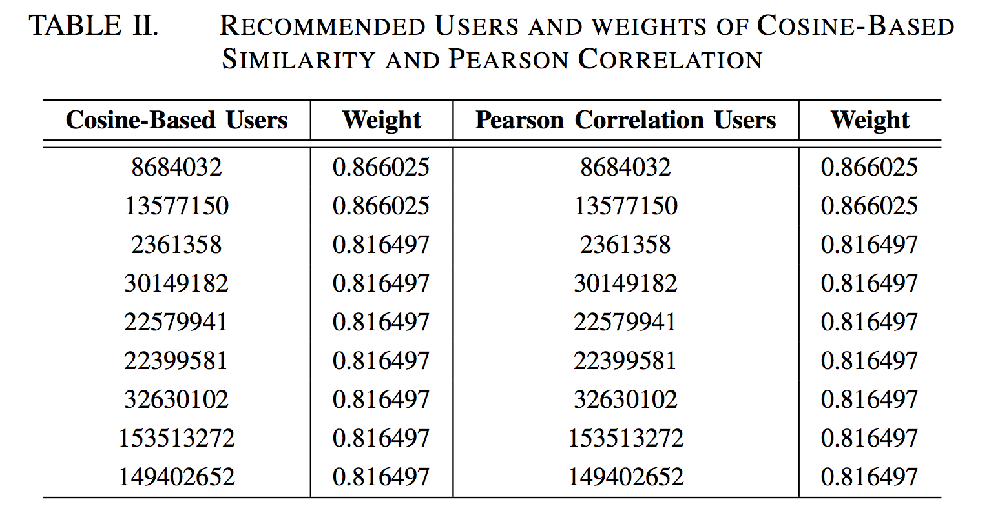 TABLE II. RECOMMENDED USERS AND WEIGHTS OF COSINE-BASED
SIMILARITY AND PEARSON CORRELATION
Cosine-Based Users Weight Pearson Correlation Users Weight
8684032 0.866025 8684032 0.866025
13577150 0.866025 13577150 0.866025
2361358 0.816497 2361358 0.816497
30149182 0.816497 30149182 0.816497
22579941 0.816497 22579941 0.816497
22399581 0.816497 22399581 0.816497
32630102 0.816497 32630102 0.816497
153513272 0.816497 153513272 0.816497
149402652 0.816497 149402652 0.816497